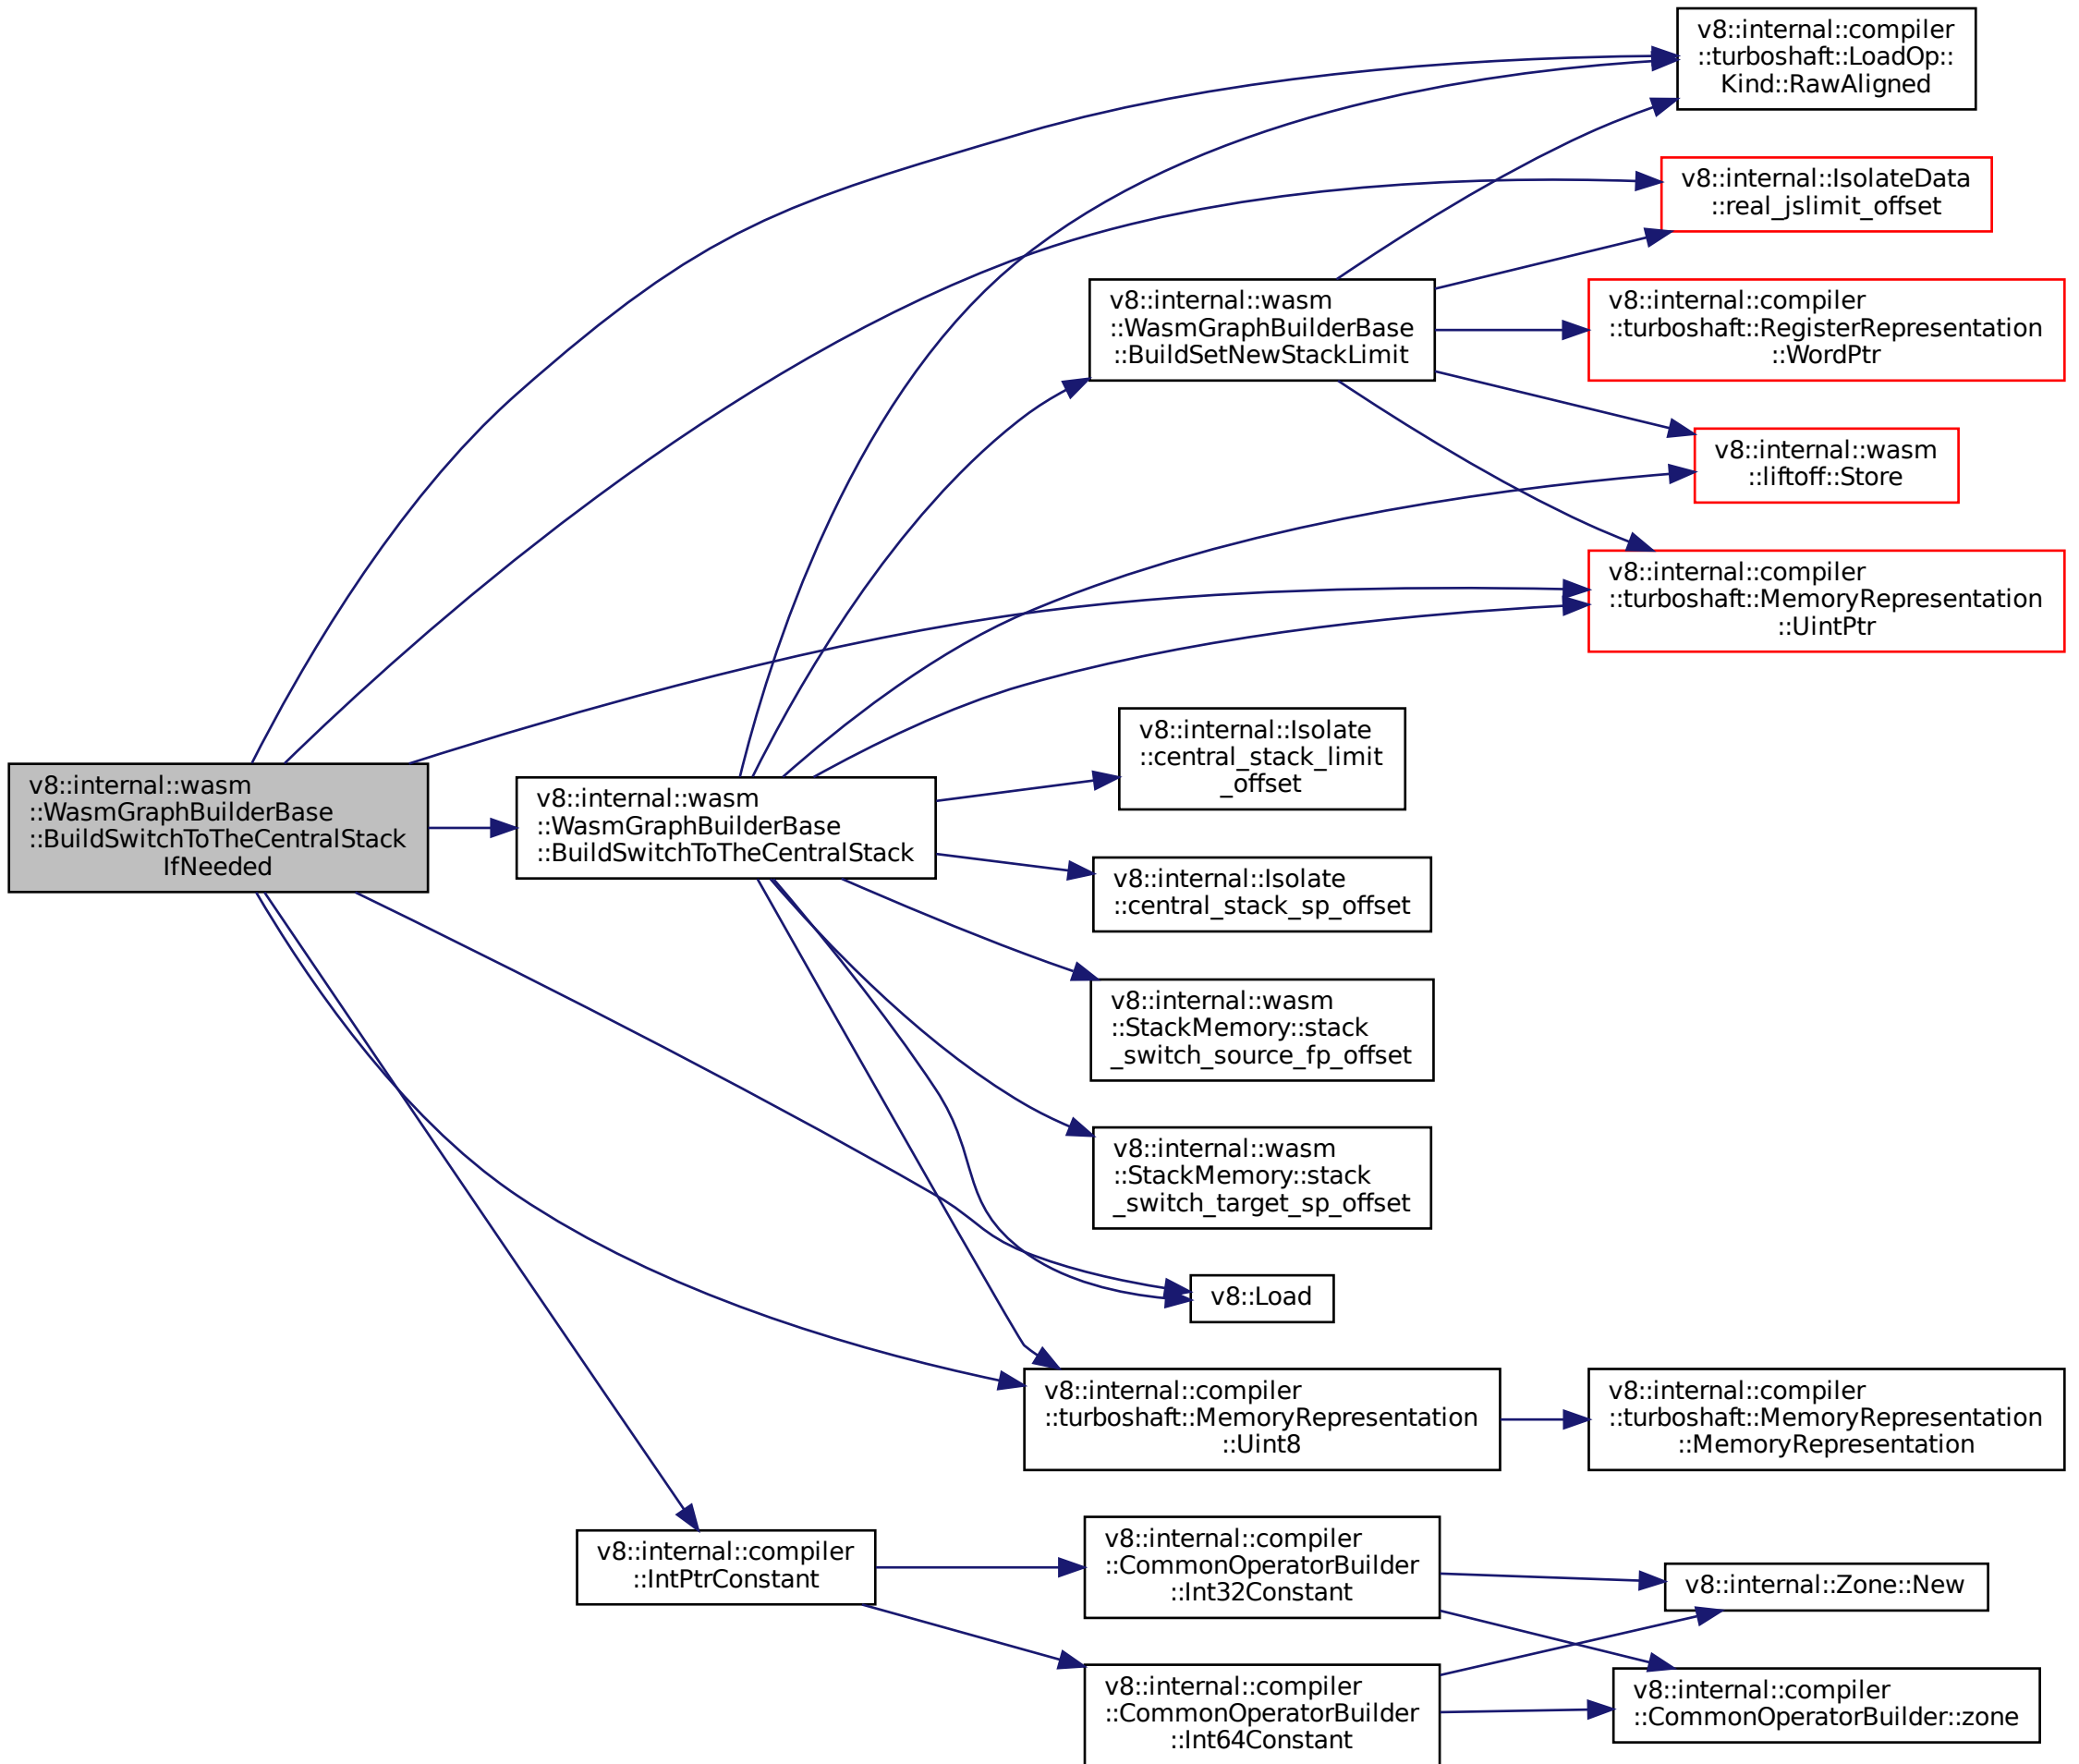 v8::internal::compiler
::turboshaft::LoadOp::
Kind::RawAligned
v8::internal::IsolateData
::real_jslimit_offset
v8::internal::wasm
::WasmGraphBuilderBase
::BuildSetNewStackLimit
v8::internal::compiler
::turboshaft::RegisterRepresentation
::WordPtr
v8::internal::wasm
::liftoff::Store
v8::internal::compiler
::turboshaft::MemoryRepresentation
::UintPtr
v8::internal::Isolate
::central_stack_limit
_offset
v8::internal::wasm
::WasmGraphBuilderBase
::BuildSwitchToTheCentralStack
IfNeeded
v8::internal::wasm
::WasmGraphBuilderBase
::BuildSwitchToTheCentralStack
v8::internal::Isolate
::central_stack_sp_offset
v8::internal::wasm
::StackMemory::stack
_switch_source_fp_offset
v8::internal::wasm
::StackMemory::stack
_switch_target_sp_offset
v8::Load
v8::internal::compiler
::turboshaft::MemoryRepresentation
::Uint8
v8::internal::compiler
::turboshaft::MemoryRepresentation
::MemoryRepresentation
v8::internal::compiler
::IntPtrConstant
v8::internal::compiler
::CommonOperatorBuilder
::Int32Constant
v8::internal::Zone::New
v8::internal::compiler
::CommonOperatorBuilder
::Int64Constant
v8::internal::compiler
::CommonOperatorBuilder::zone